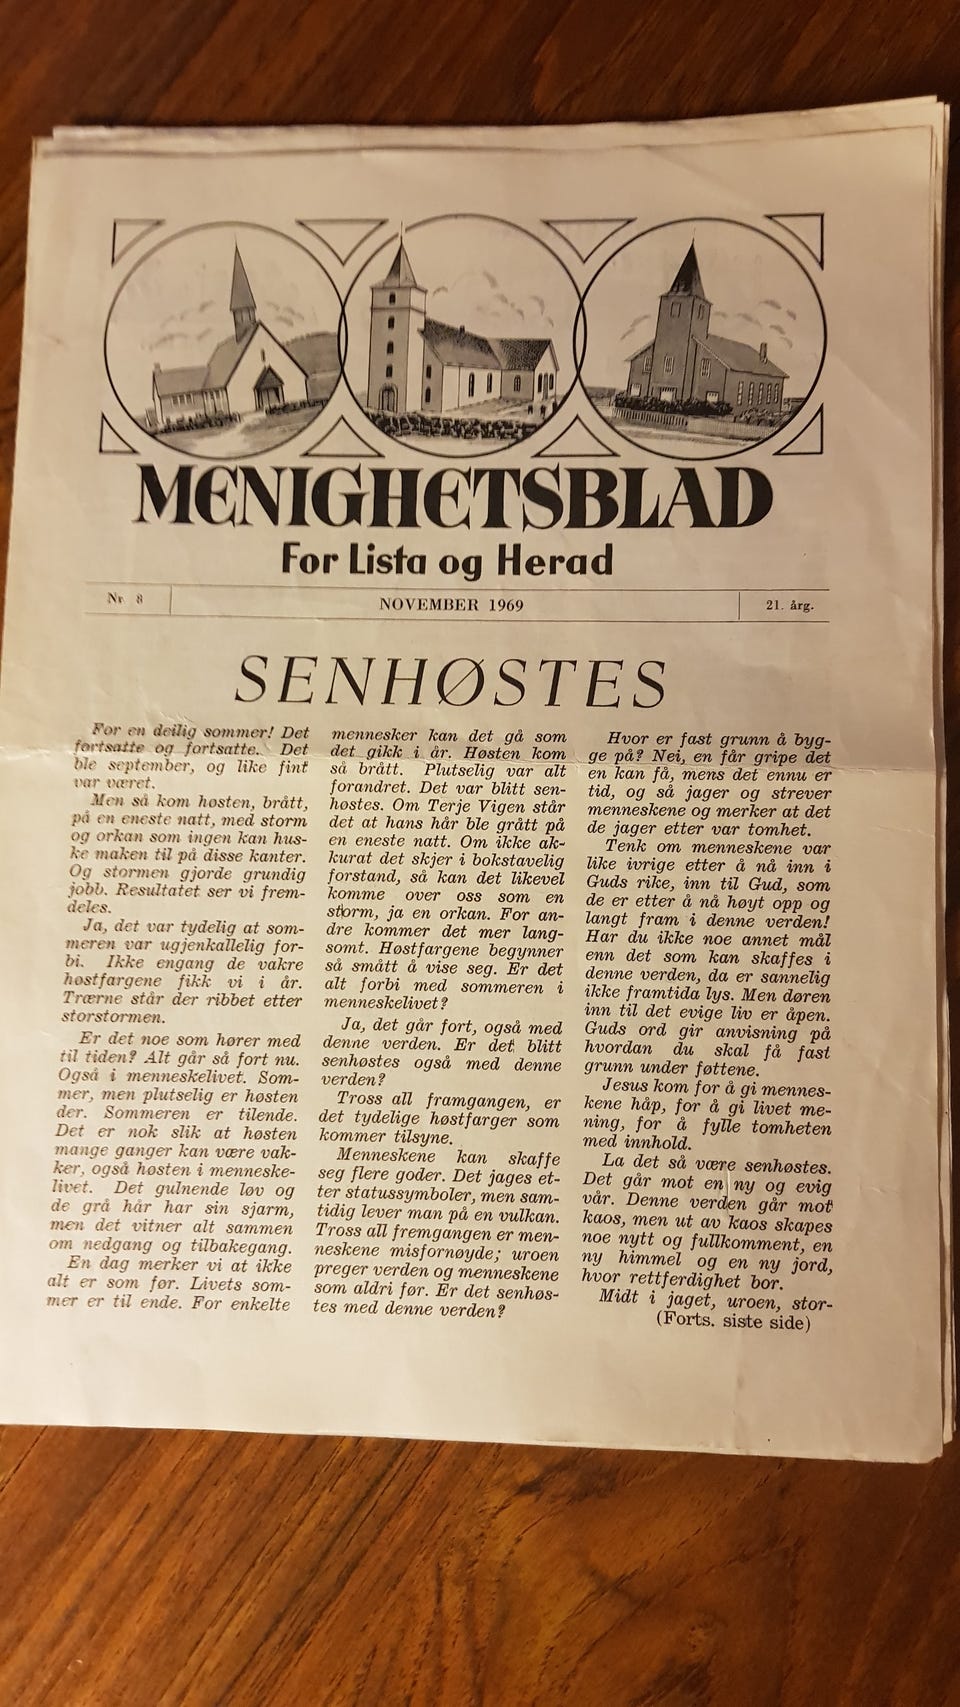 MENIGHETSBLAD
For Lista og Herad
Nr. 8
NOVEMBER 1969
21. årg.
SENHØSTES
For en deilig sommer! Det
fortsatte og fortsatte. Det
ble september, og like fint
var været.
Men så kom høsten, brått,
på en eneste natt, med storm
og orkan som ingen kan hus-
ke maken til på disse kanter.
Og stormen gjorde grundig
jobb. Resultatet ser vi frem-
deles.
Ja, det var tydelig at som-
meren var ugjenkallelig for-
bi. Ikke engang de vakre
høstfargene fikk vi i år.
Trærne står der ribbet etter
storstormen.
Er det noe som hører med
til tiden? Alt går så fort nu.
Også i menneskelivet. Som-
mer, men plutselig er høsten
der. Sommeren er tilende.
Det er nok slik at høsten
mange ganger kan være vak-
ker, også høsten i menneske-
livet. Det gulnende løv og
de grå hår har sin sjarm,
men det vitner alt sammen
om nedgang og tilbakegang.
En dag merker vi at ikke
alt er som før. Livets som-
mer er til ende. For enkelte
mennesker kan det gå som
det gikk i år. Høsten kom
så brått. Plutselig var alt
forandret. Det var blitt sen-
høstes. Om Terje Vigen står
det at hans hår ble grått på
en eneste natt. Om ikke ak-
kurat det skjer i bokstavelig
forstand, så kan det likevel
komme over oss som en
storm, ja en orkan. For an-
dre kommer det mer lang-
somt. Høstfargene begynner
så smått å vise seg. Er det
alt forbi med sommeren i
menneskelivet?
Ja, det går fort, også med
denne verden. Er det blitt
senhøstes også med denne
verden?
Tross all framgangen, er
det tydelige høstfarger som
kommer tilsyne.
Menneskene kan skaffe
seg flere goder. Det jages et-
ter statussymboler, men sam-
tidig lever man på en vulkan.
Tross all fremgangen er men-
neskene misfornøyde; uroen
preger verden og menneskene
som aldri før. Er det senhøs-
tes med denne verden?
Hvor er fast grunn å byg-
ge på? Nei, en får gripe det
en kan få, mens det ennu er
tid, og så jager og strever
menneskene og merker at det
de jager etter var tomhet.
Tenk om menneskene var
like ivrige etter å nå inn i
Guds rike, inn til Gud, som
de er etter å nå høyt opp og
langt fram i denne verden!
Har du ikke noe annet mål
enn det som kan skaffes i
denne verden, da er sannelig
ikke framtida lys. Men døren
inn til det evige liv er åpen.
Guds ord gir anvisning på
hvordan du skal få fast
grunn under føttene.
Jesus kom for å gi mennes-
kene håp, for å gi livet me-
ning, for å fylle tomheten
med innhold.
La det så være senhøstes.
Det går mot en ny og evig
vår. Denne verden går mot
kaos, men ut av kaos skapes
noe nytt og fullkomment, en
ny himmel og en ny jord,
hvor rettferdighet bor.
Midt i jaget, uroen, stor-
(Forts. siste side)